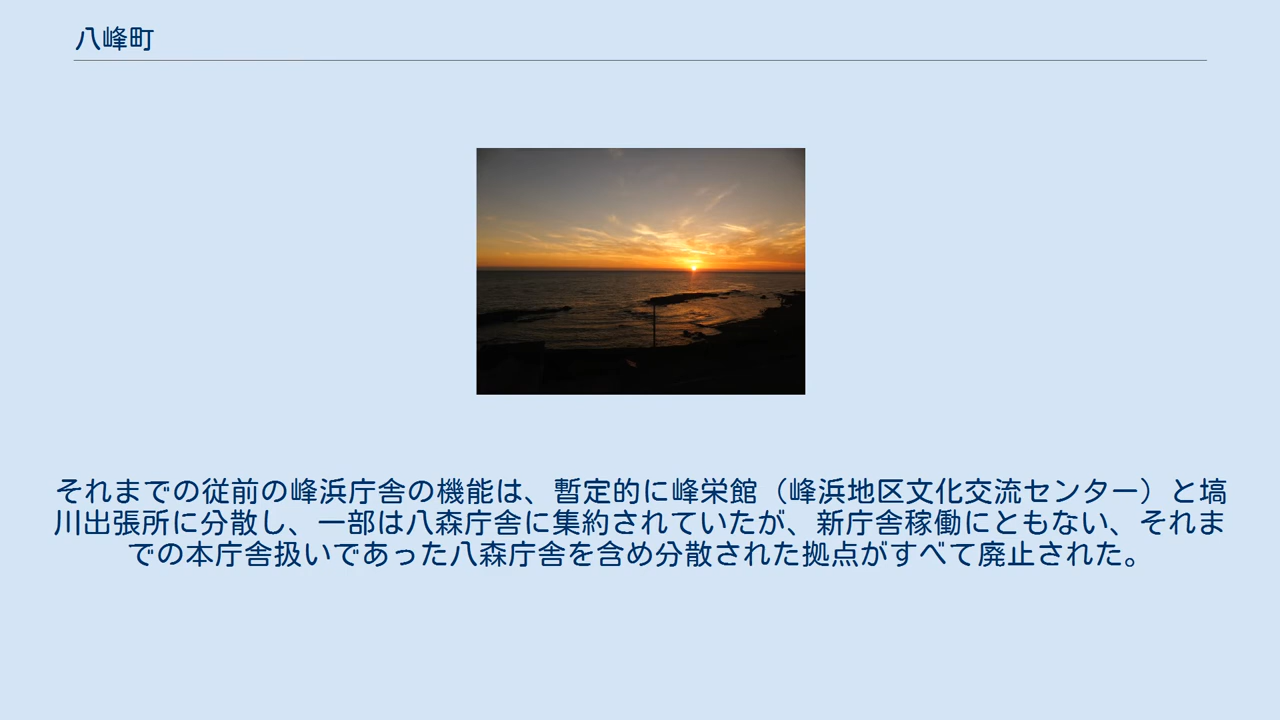 八峰町
それまでの従前の峰浜庁舎の機能は、暫定的に峰栄館（峰浜地区文化交流センター）と塙
川出張所に分散し、一部は八森庁舎に集約されていたが、新庁舎稼働にともない、それま
での本庁舎扱いであった八森庁舎を含め分散された拠点がすべて廃止された。